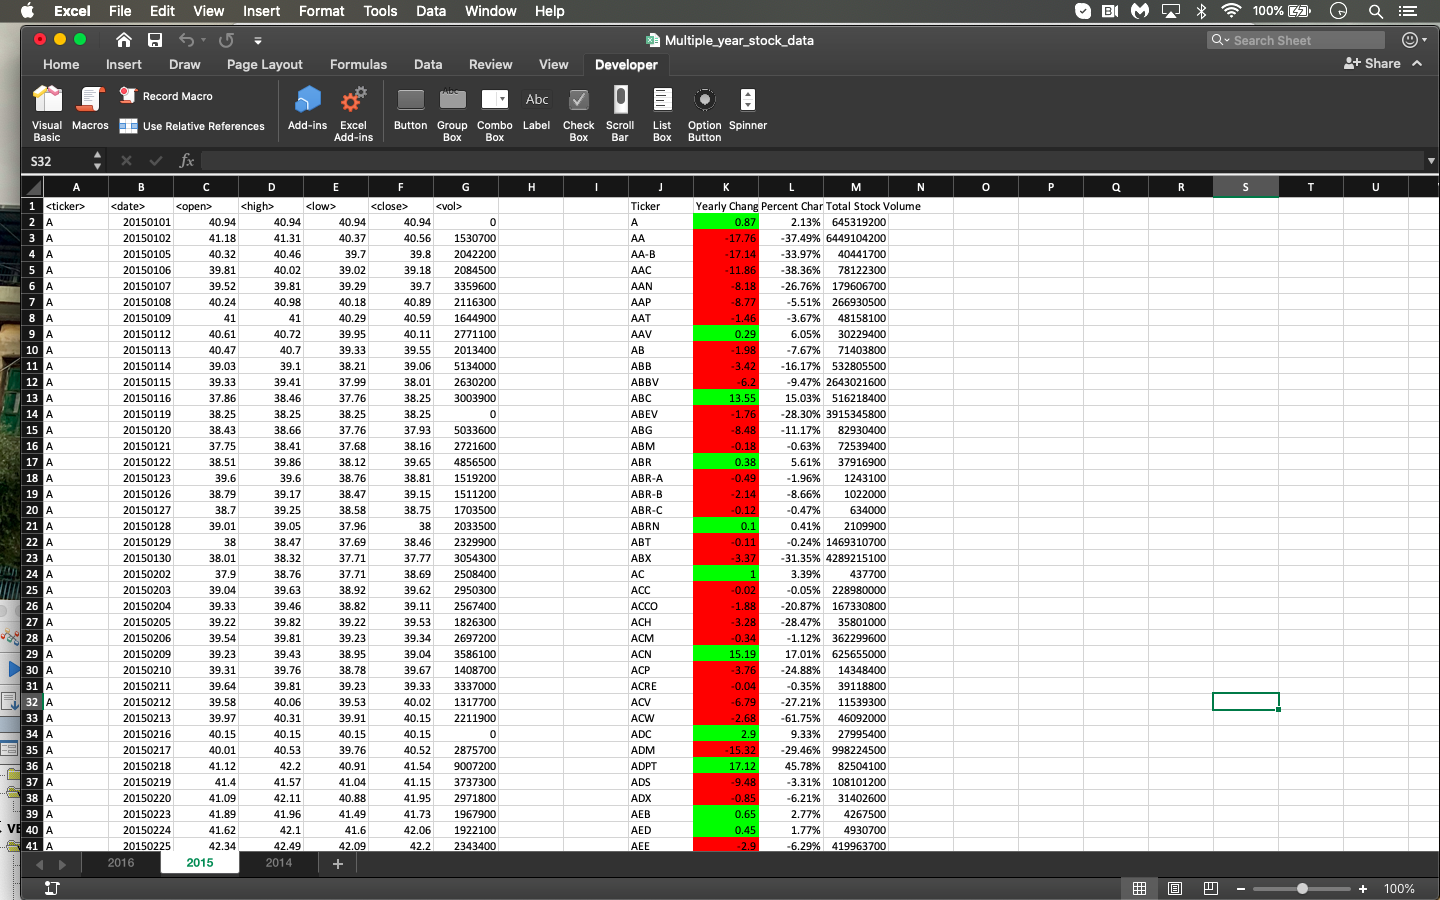 Excel File Edit View Insert Format Tools Data Window Help 100%
Multiple_year_stock_data Search Sheet
Home Insert Draw Page Layout Formulas Data Review View Developer Share
Visual Basic Macros Record Macro Use Relative References Add-ins Excel Add-ins Button Group Box Combo Box Label Check Box Scroll Bar List Box Option Button Spinner
S32 fx
A B C D E F G H I J K L M N O P Q R S T U
1 <ticker> <date> <open> <high> <low> <close> <vol> Ticker Yearly Chang Percent Char Total Stock Volume
2 A 20150101 40.94 40.94 40.94 40.94 0 A 0.87 2.13% 645319200
3 A 20150102 41.18 41.31 40.37 40.56 1530700 AA -17.76 -37.49% 6449104200
4 A 20150105 40.32 40.46 39.7 39.8 2042200 AA-B -17.14 -33.97% 40441700
5 A 20150106 39.81 40.02 39.02 39.18 2084500 AAC -11.86 -38.36% 78122300
6 A 20150107 39.52 39.81 39.29 39.7 3359600 AAN -8.18 -26.76% 179606700
7 A 20150108 40.24 40.98 40.18 40.89 2116300 AAP -8.77 -5.51% 266930500
8 A 20150109 41 41 40.29 40.59 1644900 AAT -1.46 -3.67% 48158100
9 A 20150112 40.61 40.72 39.95 40.11 2771100 AAV 0.29 6.05% 30229400
10 A 20150113 40.47 40.7 39.33 39.55 2013400 AB -1.98 -7.67% 71403800
11 A 20150114 39.03 39.1 38.21 39.06 5134000 ABB -3.42 -16.17% 532805500
12 A 20150115 39.33 39.41 37.99 38.01 2630200 ABBV -6.2 -9.47% 2643021600
13 A 20150116 37.86 38.46 37.76 38.25 3003900 ABC 13.55 15.03% 516218400
14 A 20150119 38.25 38.25 38.25 38.25 0 ABEV -1.76 -28.30% 3915345800
15 A 20150120 38.43 38.66 37.76 37.93 5033600 ABG -8.48 -11.17% 82930400
16 A 20150121 37.75 38.41 37.68 38.16 2721600 ABM -0.18 -0.63% 72539400
17 A 20150122 38.51 39.86 38.12 39.65 4856500 ABR 0.38 5.61% 37916900
18 A 20150123 39.6 39.6 38.76 38.81 1519200 ABR-A -0.49 -1.96% 1243100
19 A 20150126 38.79 39.17 38.47 39.15 1511200 ABR-B -2.14 -8.66% 1022000
20 A 20150127 38.7 39.25 38.58 38.75 1703500 ABR-C -0.12 -0.47% 634000
21 A 20150128 39.01 39.05 37.96 38 2033500 ABRN 0.1 0.41% 2109900
22 A 20150129 38 38.47 37.69 38.46 2329900 ABT -0.11 -0.24% 1469310700
23 A 20150130 38.01 38.32 37.71 37.77 3054300 ABX -3.37 -31.35% 4289215100
24 A 20150202 37.9 38.76 37.71 38.69 2508400 AC 1 3.39% 437700
25 A 20150203 39.04 39.63 38.92 39.62 2950300 ACC -0.02 -0.05% 228980000
26 A 20150204 39.33 39.46 38.82 39.11 2567400 ACCO -1.88 -20.87% 167330800
27 A 20150205 39.22 39.82 39.22 39.53 1826300 ACH -3.28 -28.47% 35801000
28 A 20150206 39.54 39.81 39.23 39.34 2697200 ACM -0.34 -1.12% 362299600
29 A 20150209 39.23 39.43 38.95 39.04 3586100 ACN 15.19 17.01% 625655000
30 A 20150210 39.31 39.76 38.78 39.67 1408700 ACP -3.76 -24.88% 14348400
31 A 20150211 39.64 39.81 39.23 39.33 3337000 ACRE -0.04 -0.35% 39118800
32 A 20150212 39.58 40.06 39.53 40.02 1317700 ACV -6.79 -27.21% 11539300
33 A 20150213 39.97 40.31 39.91 40.15 2211900 ACW -2.68 -61.75% 46092000
34 A 20150216 40.15 40.15 40.15 40.15 0 ADC 2.9 9.33% 27995400
35 A 20150217 40.01 40.53 39.76 40.52 2875700 ADM -15.32 -29.46% 998224500
36 A 20150218 41.12 42.2 40.91 41.54 9007200 ADPT 17.12 45.78% 82504100
37 A 20150219 41.4 41.57 41.04 41.15 3737300 ADS -9.48 -3.31% 108101200
38 A 20150220 41.09 42.11 40.88 41.95 2971800 ADX -0.85 -6.21% 31402600
39 A 20150223 41.89 41.96 41.49 41.73 1967900 AEB 0.65 2.77% 4267500
40 A 20150224 41.62 42.1 41.6 42.06 1922100 AED 0.45 1.77% 4930700
41 A 20150225 42.34 42.49 42.09 42.2 2343400 AEE -2.9 -6.29% 419963700
2016 2015 2014 +
100%